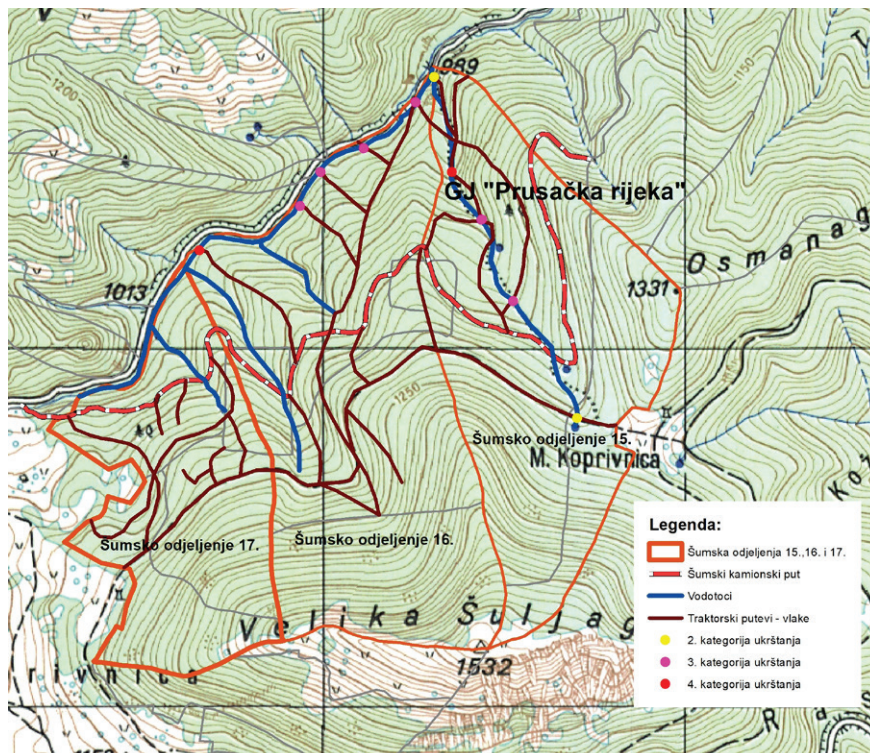 989
1200
1150
GJ "Prusačka rijeka"
Osmanag
1013
1331
1250
Šumsko odjeljenje 15.
M. Koprivnica
Šumsko odjeljenje 17.
Šumsko odjeljenje 16.
Velika Šuljag
1532
rivnica
Legenda:
Šumska odjeljenja 15.,16. i 17.
Šumski kamionski put
Vodotoci
Traktorski putevi - vlake
2. kategorija ukrštanja
3. kategorija ukrštanja
4. kategorija ukrštanja